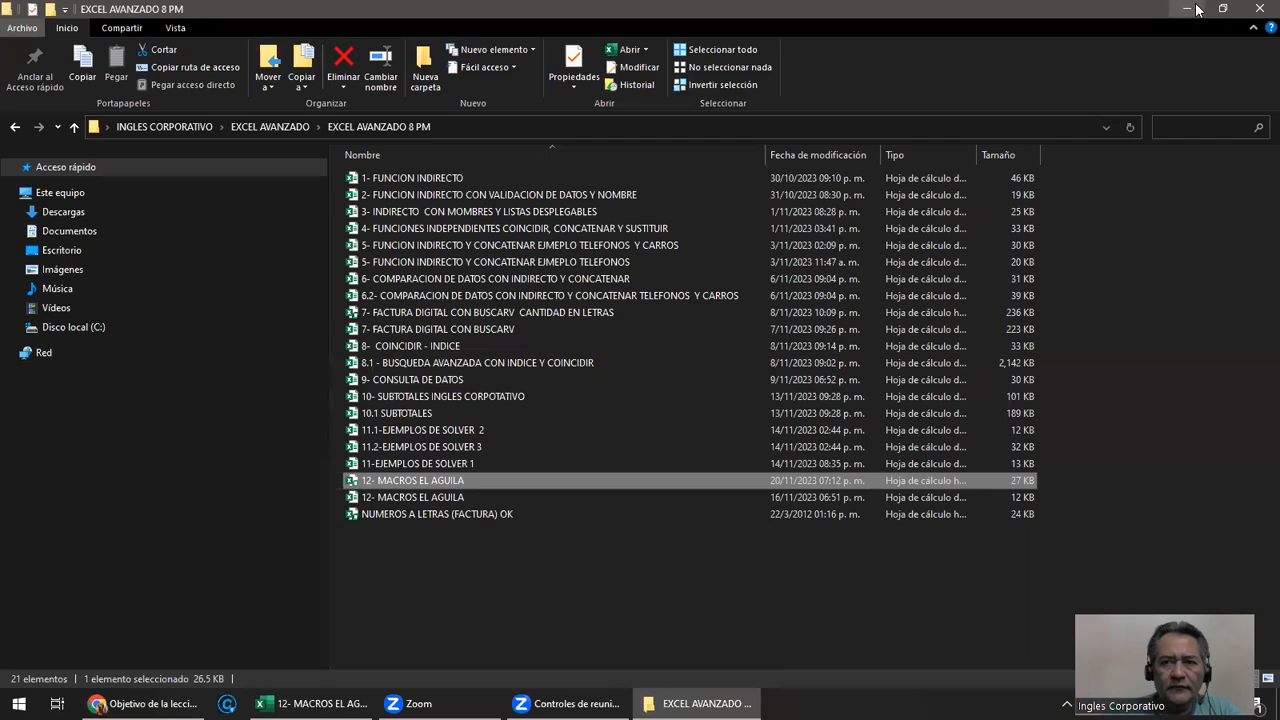 EXCEL AVANZADO 8 PM
Archivo Inicio Compartir Vista
Anclar al Acceso rápido
Copiar
Pegar
Cortar
Copiar ruta de acceso
Pegar acceso directo
Portapapeles
Mover a
Copiar a
Eliminar
Cambiar nombre
Organizar
Nueva carpeta
Nuevo elemento
Fácil acceso
Nuevo
Propiedades
Abrir
Modificar
Historial
Abrir
Seleccionar todo
No seleccionar nada
Invertir selección
Seleccionar
INGLES CORPORATIVO › EXCEL AVANZADO › EXCEL AVANZADO 8 PM
Acceso rápido
Este equipo
Descargas
Documentos
Escritorio
Imágenes
Música
Vídeos
Disco local (C:)
Red
Nombre Fecha de modificación Tipo Tamaño
1- FUNCION INDIRECTO 30/10/2023 09:10 p. m. Hoja de cálculo d... 46 KB
2- FUNCION INDIRECTO CON VALIDACION DE DATOS Y NOMBRE 31/10/2023 08:30 p. m. Hoja de cálculo d... 19 KB
3- INDIRECTO CON MOMBRES Y LISTAS DESPLEGABLES 1/11/2023 08:28 p. m. Hoja de cálculo d... 25 KB
4- FUNCIONES INDEPENDIENTES COINCIDIR, CONCATENAR Y SUSTITUIR 1/11/2023 03:41 p. m. Hoja de cálculo d... 33 KB
5- FUNCION INDIRECTO Y CONCATENAR EJMEPLO TELEFONOS Y CARROS 3/11/2023 02:09 p. m. Hoja de cálculo d... 30 KB
5- FUNCION INDIRECTO Y CONCATENAR EJMEPLO TELEFONOS 3/11/2023 11:47 a. m. Hoja de cálculo d... 20 KB
6- COMPARACION DE DATOS CON INDIRECTO Y CONCATENAR 6/11/2023 09:04 p. m. Hoja de cálculo d... 31 KB
6.2- COMPARACION DE DATOS CON INDIRECTO Y CONCATENAR TELEFONOS Y CARROS 6/11/2023 09:04 p. m. Hoja de cálculo d... 39 KB
7- FACTURA DIGITAL CON BUSCARV CANTIDAD EN LETRAS 8/11/2023 10:09 p. m. Hoja de cálculo h... 236 KB
7- FACTURA DIGITAL CON BUSCARV 7/11/2023 09:26 p. m. Hoja de cálculo d... 223 KB
8- COINCIDIR - INDICE 8/11/2023 09:14 p. m. Hoja de cálculo d... 33 KB
8.1 - BUSQUEDA AVANZADA CON INDICE Y COINCIDIR 8/11/2023 09:02 p. m. Hoja de cálculo d... 2,142 KB
9- CONSULTA DE DATOS 9/11/2023 06:52 p. m. Hoja de cálculo d... 30 KB
10- SUBTOTALES INGLES CORPOTATIVO 13/11/2023 09:28 p. m. Hoja de cálculo d... 101 KB
10.1 SUBTOTALES 13/11/2023 09:28 p. m. Hoja de cálculo d... 189 KB
11.1-EJEMPLOS DE SOLVER 2 14/11/2023 02:44 p. m. Hoja de cálculo d... 12 KB
11.2-EJEMPLOS DE SOLVER 3 14/11/2023 02:44 p. m. Hoja de cálculo d... 32 KB
11-EJEMPLOS DE SOLVER 1 14/11/2023 08:35 p. m. Hoja de cálculo d... 13 KB
12- MACROS EL AGUILA 20/11/2023 07:12 p. m. Hoja de cálculo h... 27 KB
12- MACROS EL AGUILA 16/11/2023 06:51 p. m. Hoja de cálculo d... 12 KB
NUMEROS A LETRAS (FACTURA) OK 22/3/2012 01:16 p. m. Hoja de cálculo h... 24 KB
21 elementos 1 elemento seleccionado 26.5 KB
Objetivo de la lecci... 12- MACROS EL AG... Zoom Controles de reuni... EXCEL AVANZADO ...
Ingles Corporativo